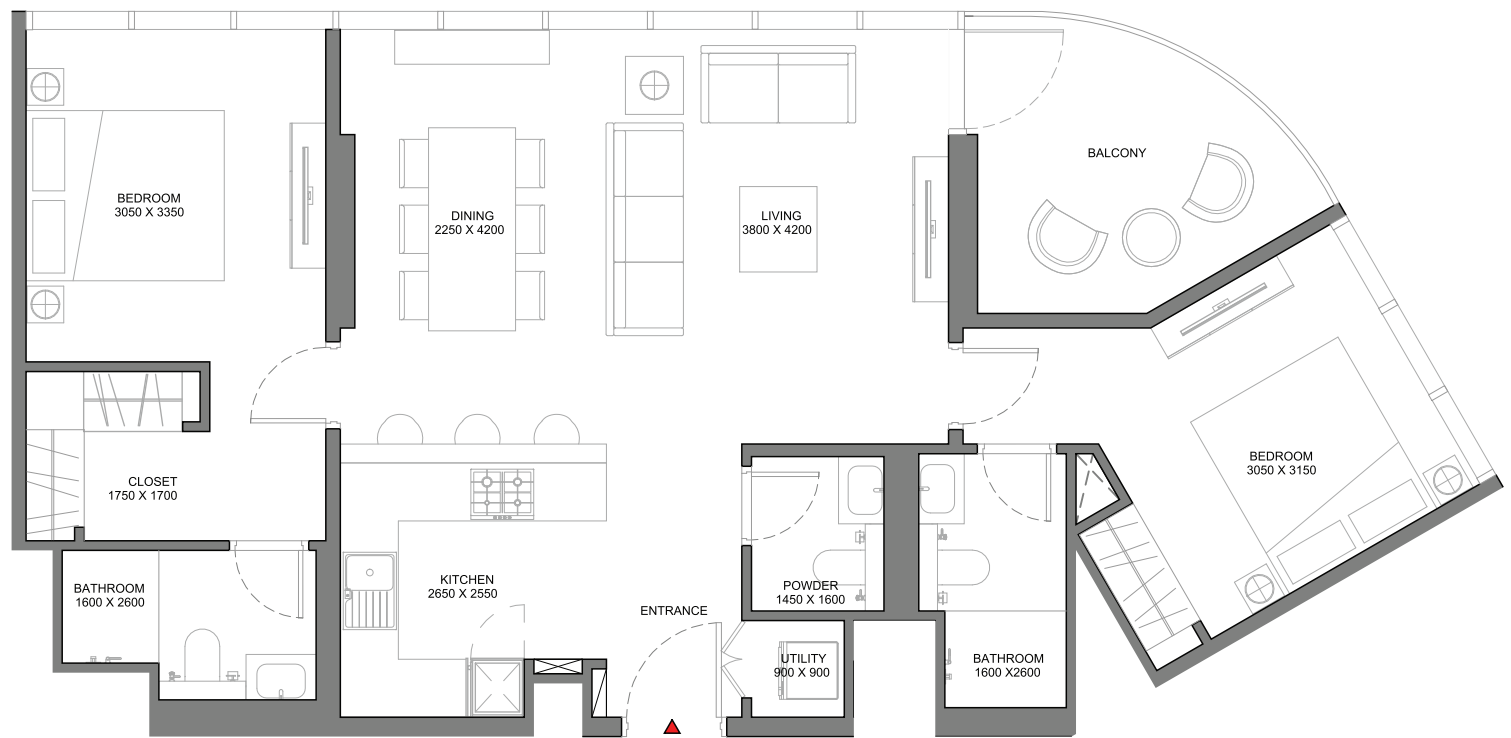 BEDROOM
3050 X 3350
DINING
2250 X 4200
LIVING
3800 X 4200
BALCONY
BEDROOM
3050 X 3150
CLOSET
1750 X 1700
BATHROOM
1600 X 2600
KITCHEN
2650 X 2550
ENTRANCE
POWDER
1450 X 1600
UTILITY
900 X 900
BATHROOM
1600 X2600